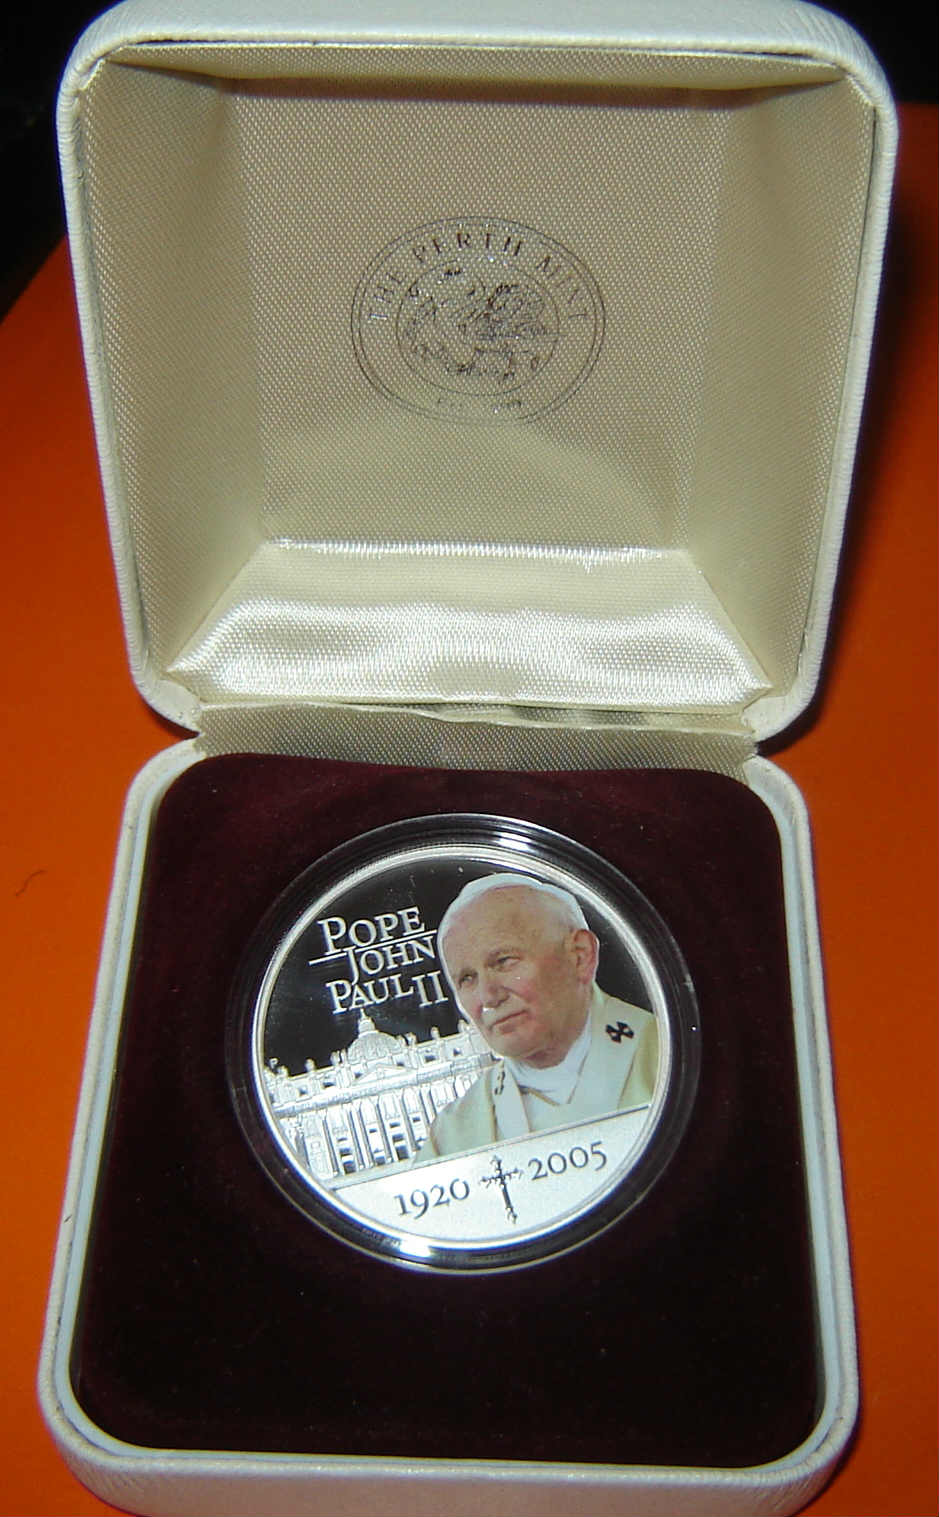 THE PERTH MINT
POPE
JOHN
PAUL II
1920 2005